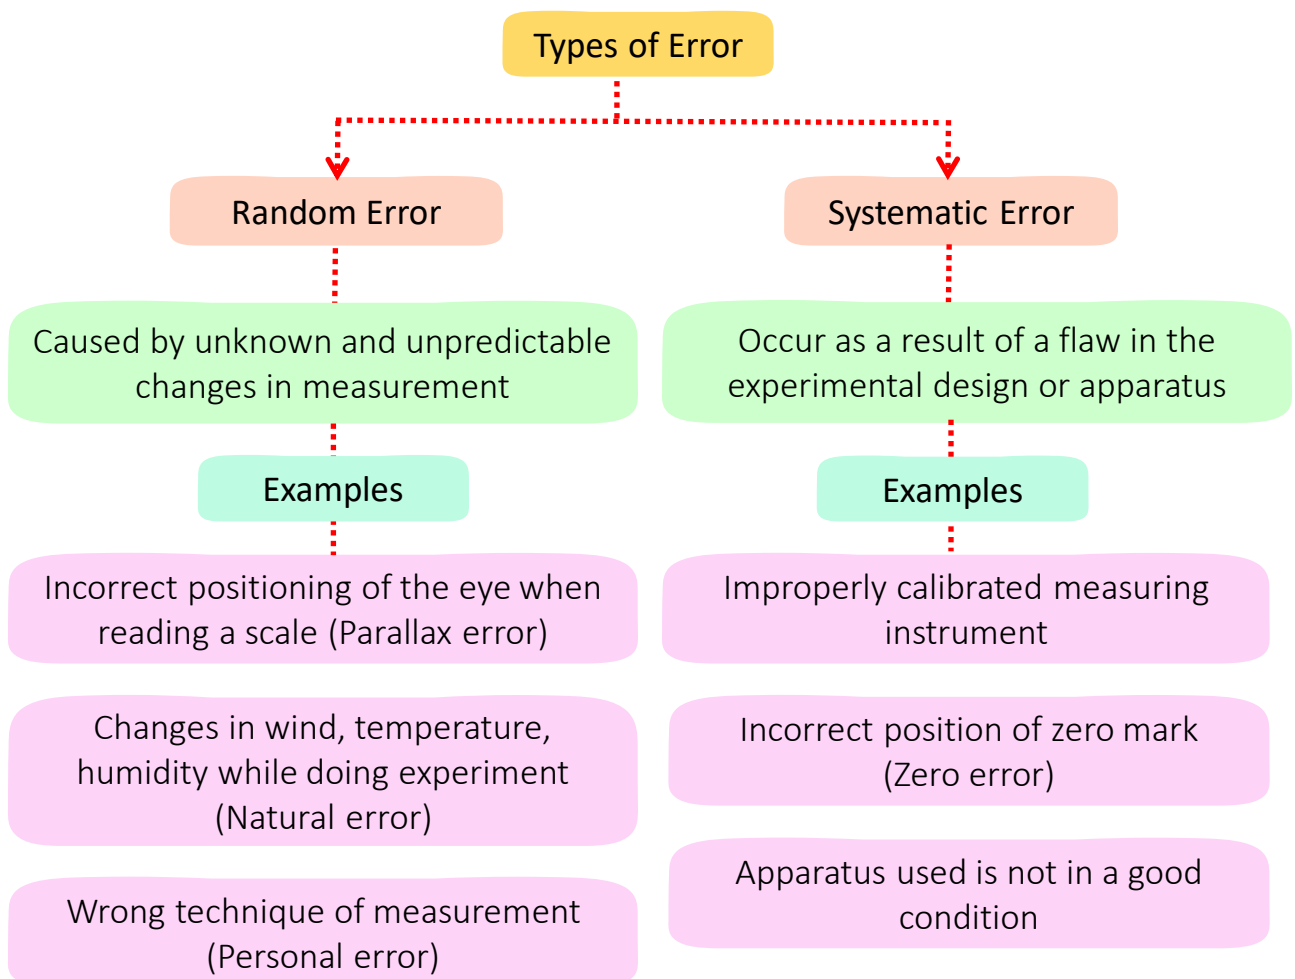 Types of Error
Random Error
Caused by unknown and unpredictable
changes in measurement
Examples
Incorrect positioning of the eye when
reading a scale (Parallax error)
Changes in wind, temperature,
humidity while doing experiment
(Natural error)
Wrong technique of measurement
(Personal error)
Systematic Error
Occur as a result of a flaw in the
experimental design or apparatus
Examples
Improperly calibrated measuring
instrument
Incorrect position of zero mark
(Zero error)
Apparatus used is not in a good
condition